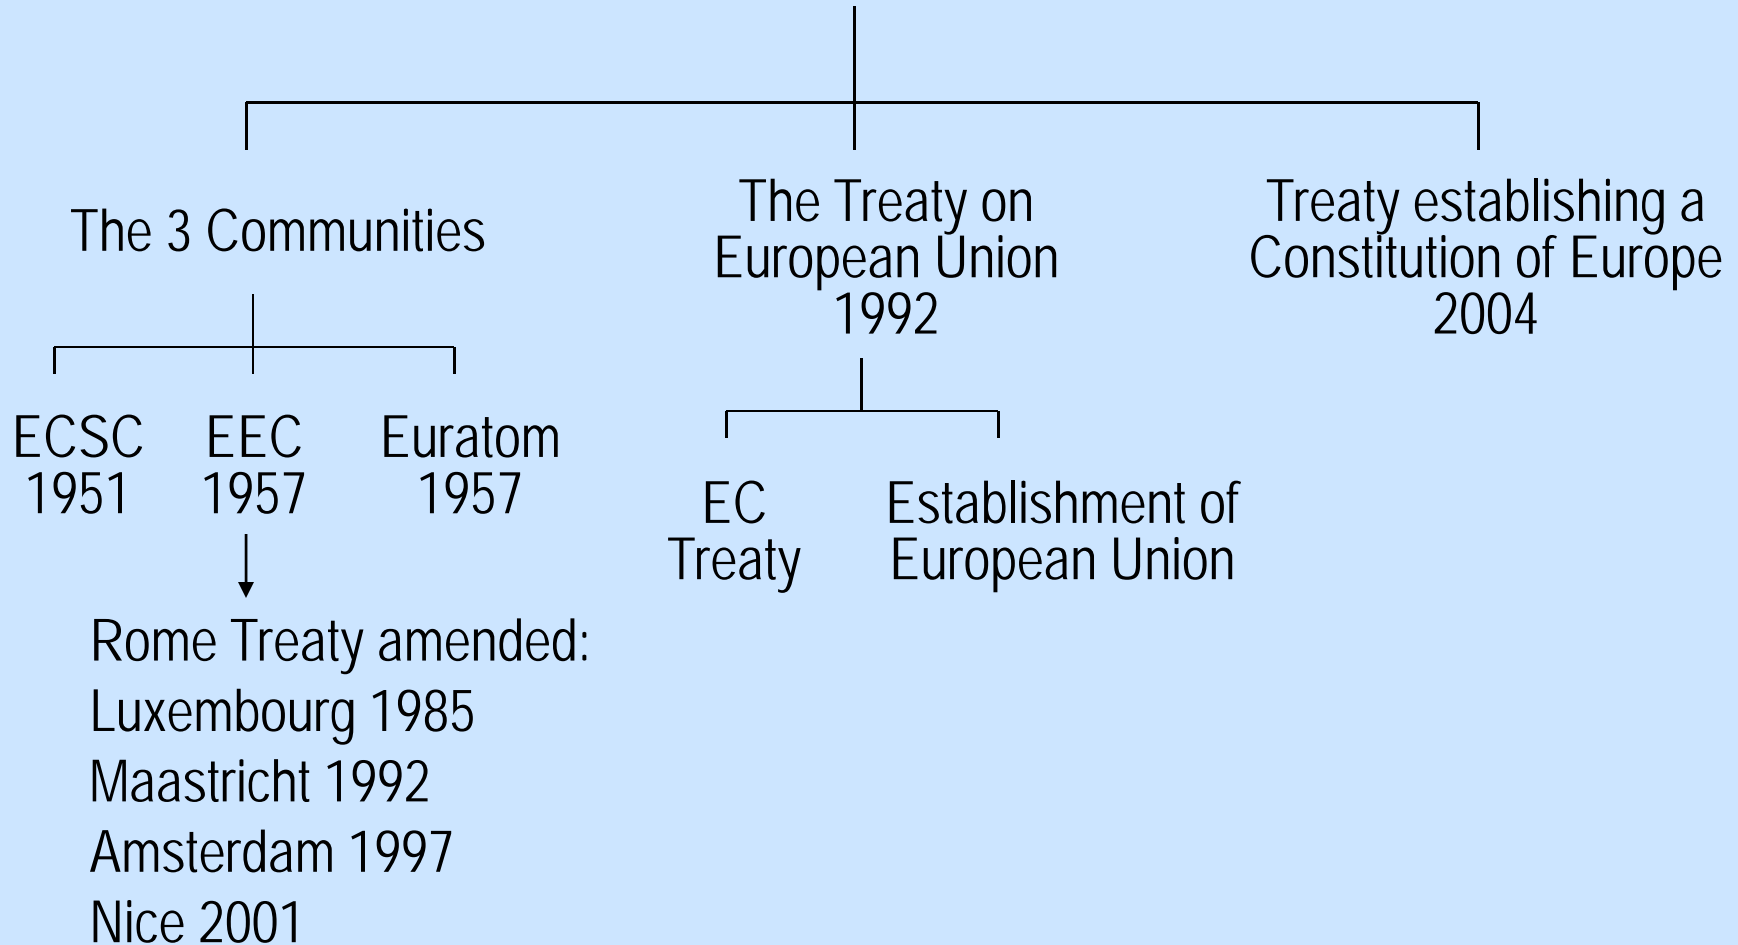 The 3 Communities
The Treaty on
European Union
1992
Treaty establishing a
Constitution of Europe
2004
ECSC
1951
EEC
1957
Euratom
1957
EC
Treaty
Establishment of
European Union
Rome Treaty amended:
Luxembourg 1985
Maastricht 1992
Amsterdam 1997
Nice 2001